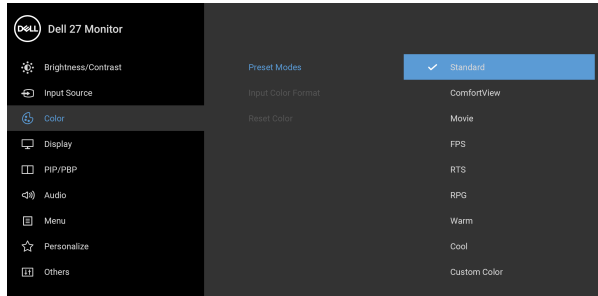 DELL Dell 27 Monitor
Brightness/Contrast Preset Modes Standard
Input Source Input Color Format ComfortView
Color Reset Color Movie
Display FPS
PIP/PBP RTS
Audio RPG
Menu Warm
Personalize Cool
Others Custom Color